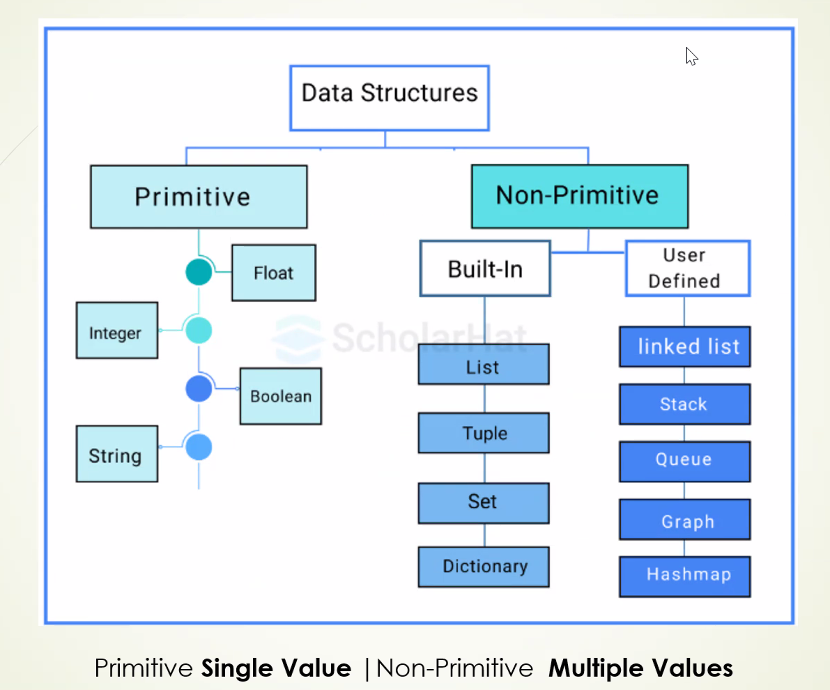 Data Structures
Primitive
Non-Primitive
Float
Integer
Boolean
String
Built-In
List
Tuple
Set
Dictionary
User
Defined
linked list
Stack
Queue
Graph
Hashmap
ScholarHat
Primitive Single Value | Non-Primitive Multiple Values